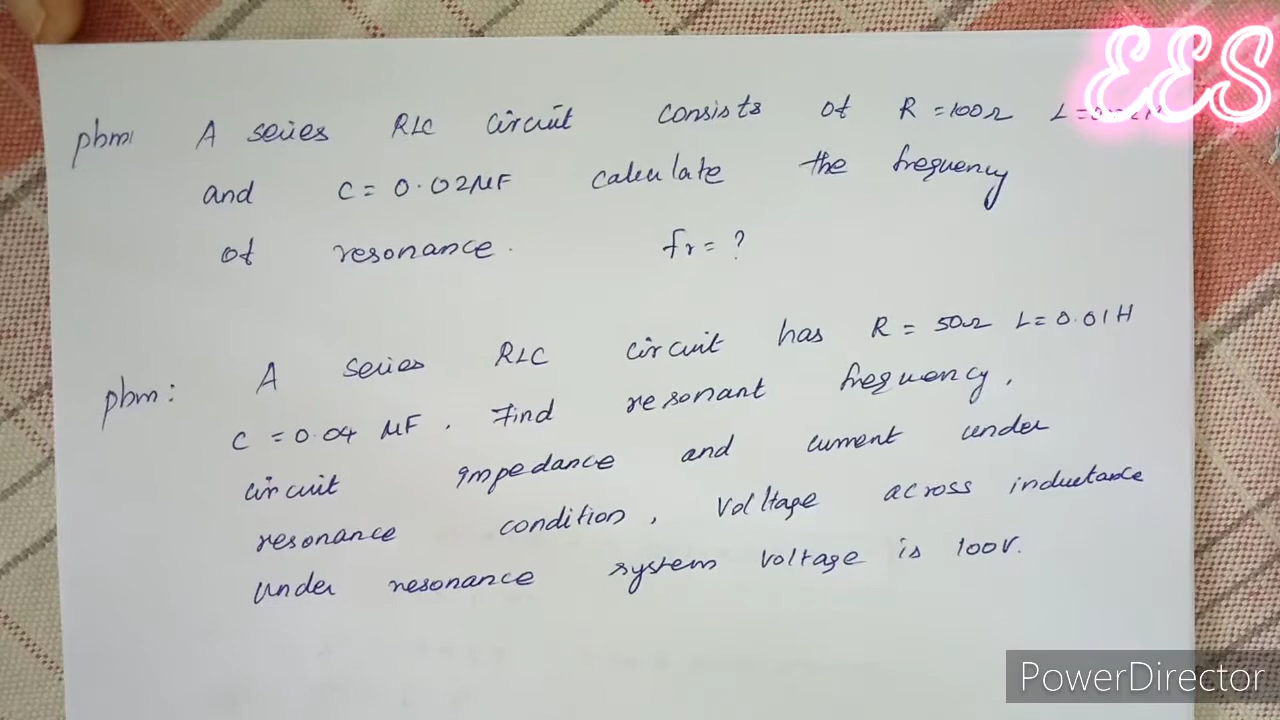 EES
pbm: A series RLC circuit consists of R = 100Ω
and C = 0.02μF calculate the frequency
of resonance. fr = ?
pbm: A series RLC circuit has R = 50Ω L = 0.01H
C = 0.04 μF. Find resonant frequency,
circuit impedance and current under
resonance condition, voltage across inductance
under resonance system voltage is 100V.
PowerDirector